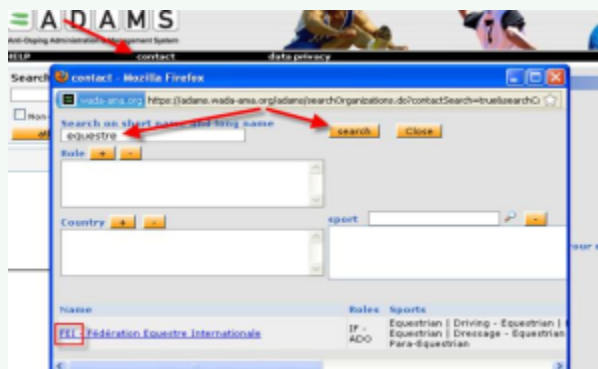 ADAMS
Anti-Doping Administration & Management System
HELP contact data privacy
Search
contact - Mozilla Firefox
wada-ama.org https://adams.wada-ama.org/adams/searchOrganizations.do?contactSearch=true&search
Search on short name and long name
equestre search Close
Role + -
Country + - sport -
Name Roles Sports
FEI - Fédération Equestre Internationale IF - ADO
Equestrian | Driving - Equestrian |
Equestrian | Dressage - Equestrian
Para-Equestrian